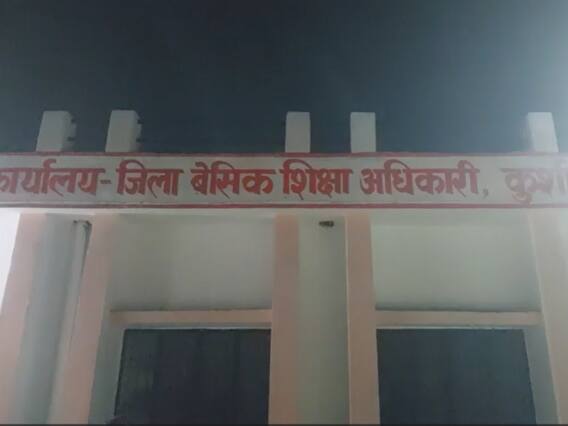 कार्यालय- जिला बेसिक शिक्षा अधिकारी, कुशी